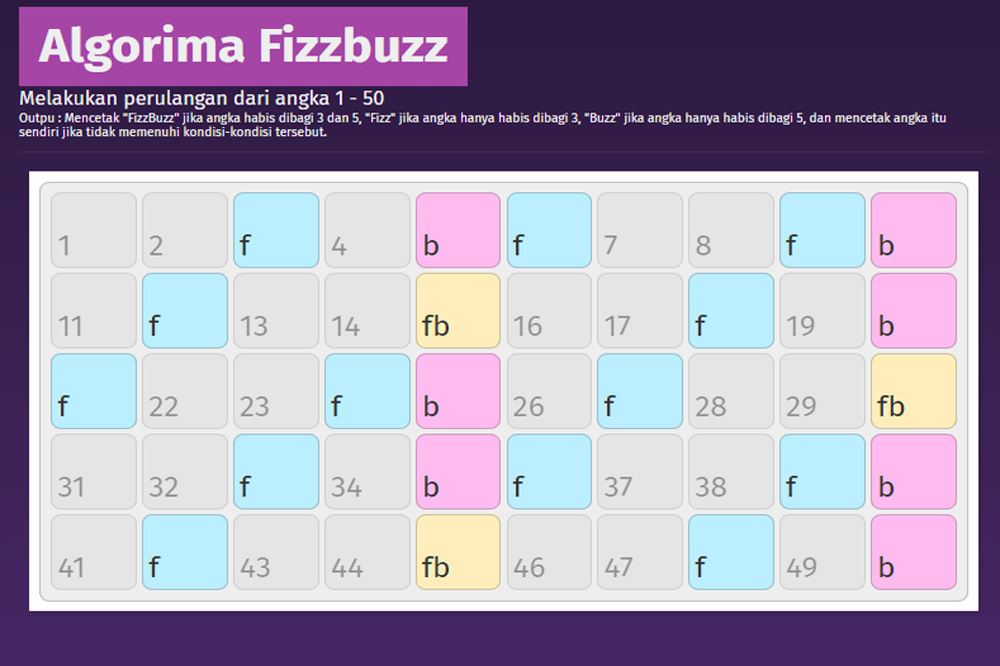 Algorima Fizzbuzz
Melakukan perulangan dari angka 1 - 50
Outpu : Mencetak "FizzBuzz" jika angka habis dibagi 3 dan 5, "Fizz" jika angka hanya habis dibagi 3, "Buzz" jika angka hanya habis dibagi 5, dan mencetak angka itu
sendiri jika tidak memenuhi kondisi-kondisi tersebut.
1 2 f 4 b f 7 8 f b
11 f 13 14 fb 16 17 f 19 b
f 22 23 f b 26 f 28 29 fb
31 32 f 34 b f 37 38 f b
41 f 43 44 fb 46 47 f 49 b